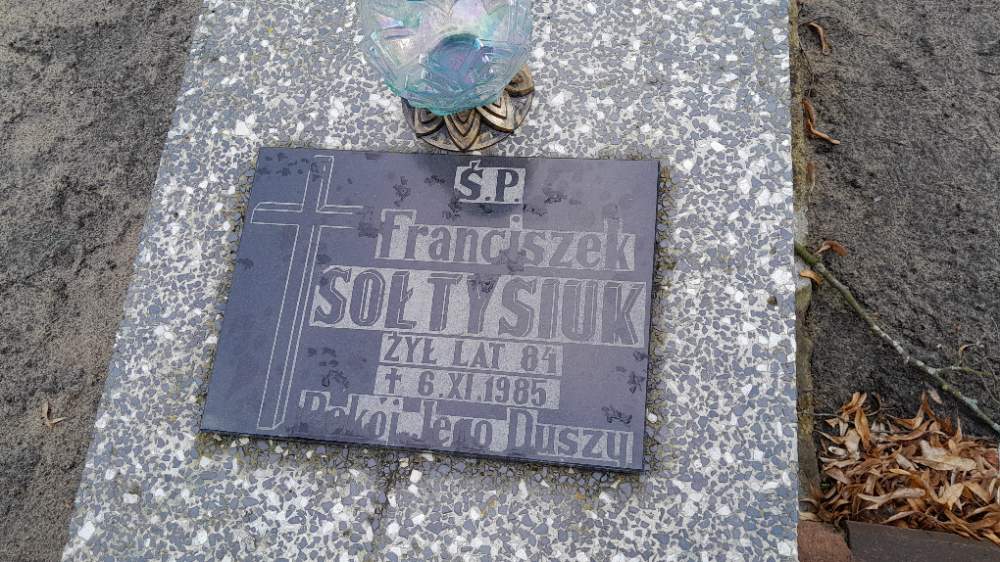 Ś.P.
Franciszek
SOŁTYSIUK
ŻYŁ LAT 84
✝ 6.XI.1985
Pokój Jego Duszy